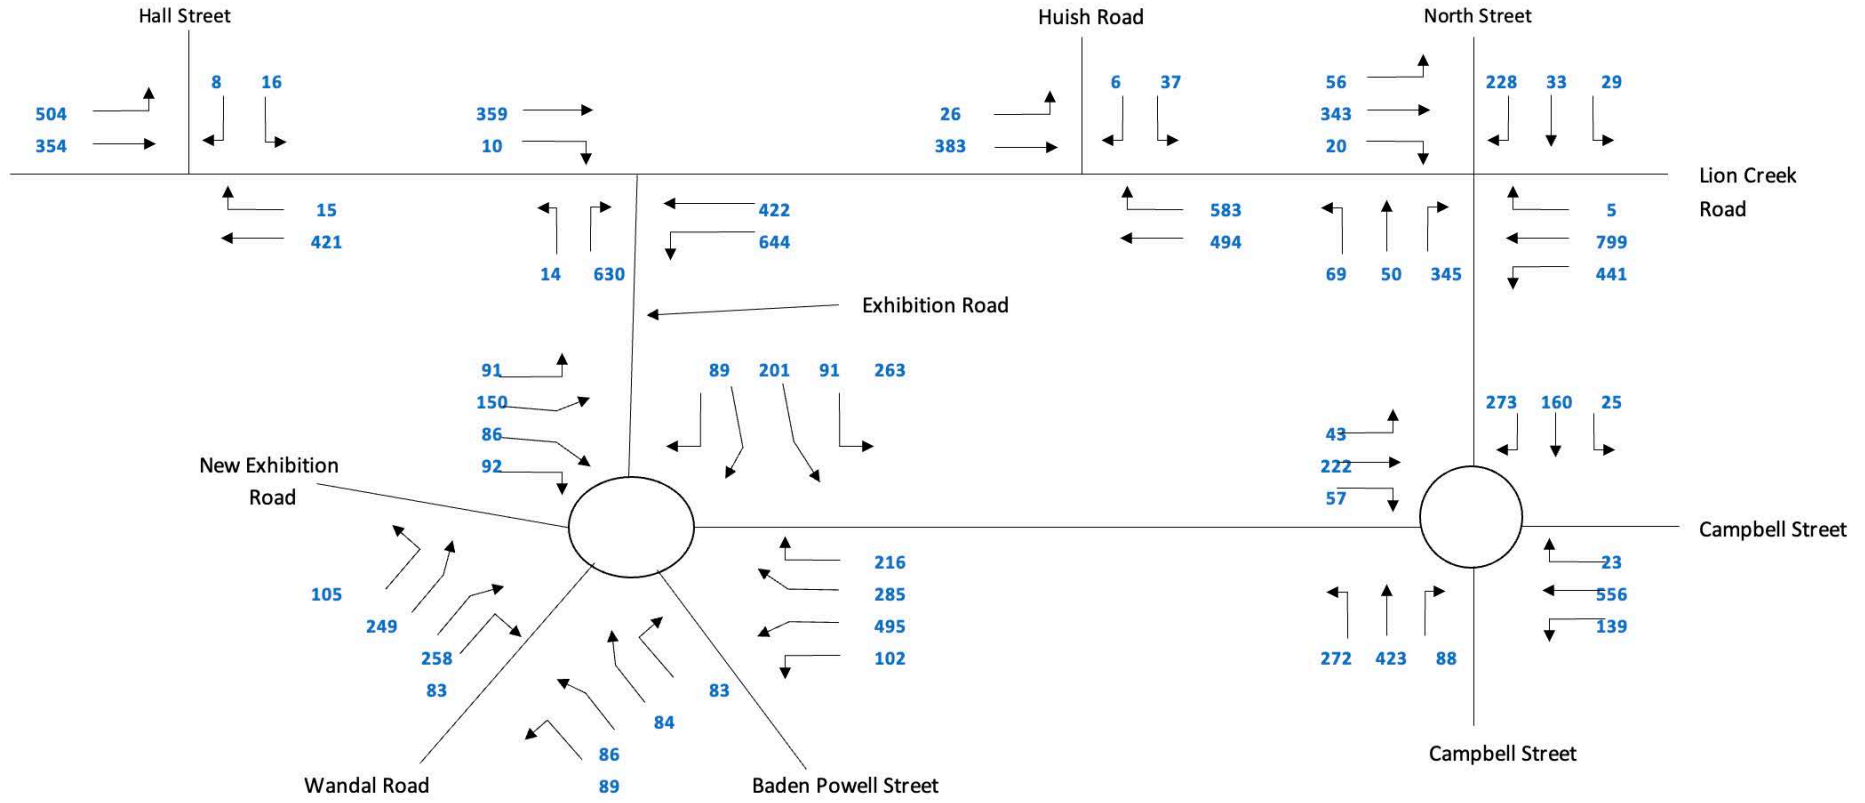 Hall Street
Huish Road
North Street
8 16
504
354
359
10
26
383
6 37
56
343
20
228 33 29
Lion Creek
Road
15
421
422
644
14 630
583
494
69 50 345
5
799
441
Exhibition Road
91
150
86
92
89 201 91 263
43
222
57
273 160 25
New Exhibition
Road
Campbell Street
105
249
258
83
216
285
495
102
83
84
86
89
272 423 88
23
556
139
Campbell Street
Wandal Road
Baden Powell Street